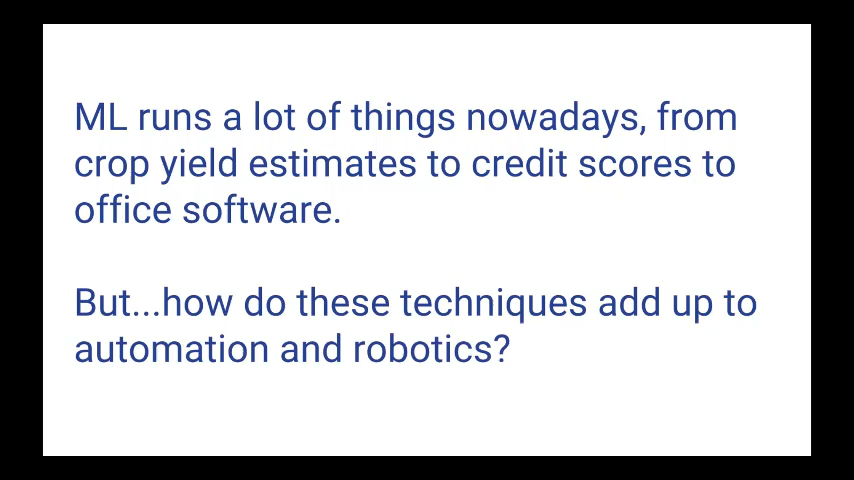 ML runs a lot of things nowadays, from
crop yield estimates to credit scores to
office software.
But...how do these techniques add up to
automation and robotics?